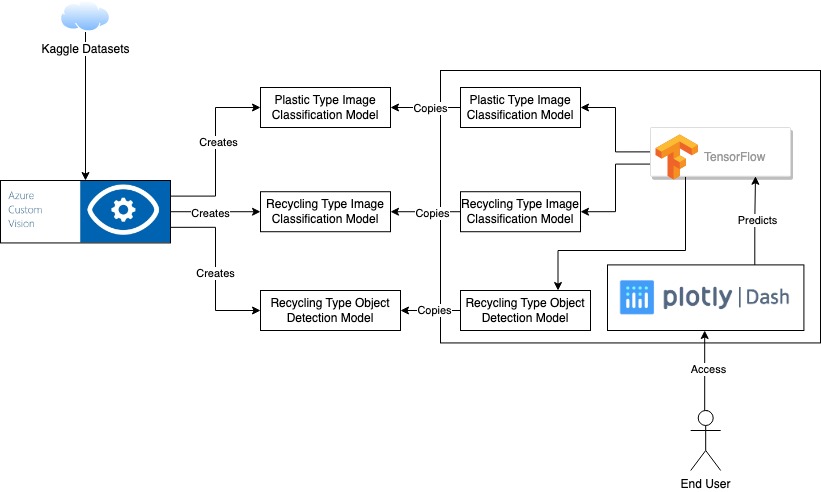 Kaggle Datasets
Azure
Custom
Vision
Creates
Creates
Creates
Plastic Type Image
Classification Model
Recycling Type Image
Classification Model
Recycling Type Object
Detection Model
Copies
Copies
Copies
Plastic Type Image
Classification Model
Recycling Type Image
Classification Model
Recycling Type Object
Detection Model
TensorFlow
Predicts
plotly | Dash
Access
End User